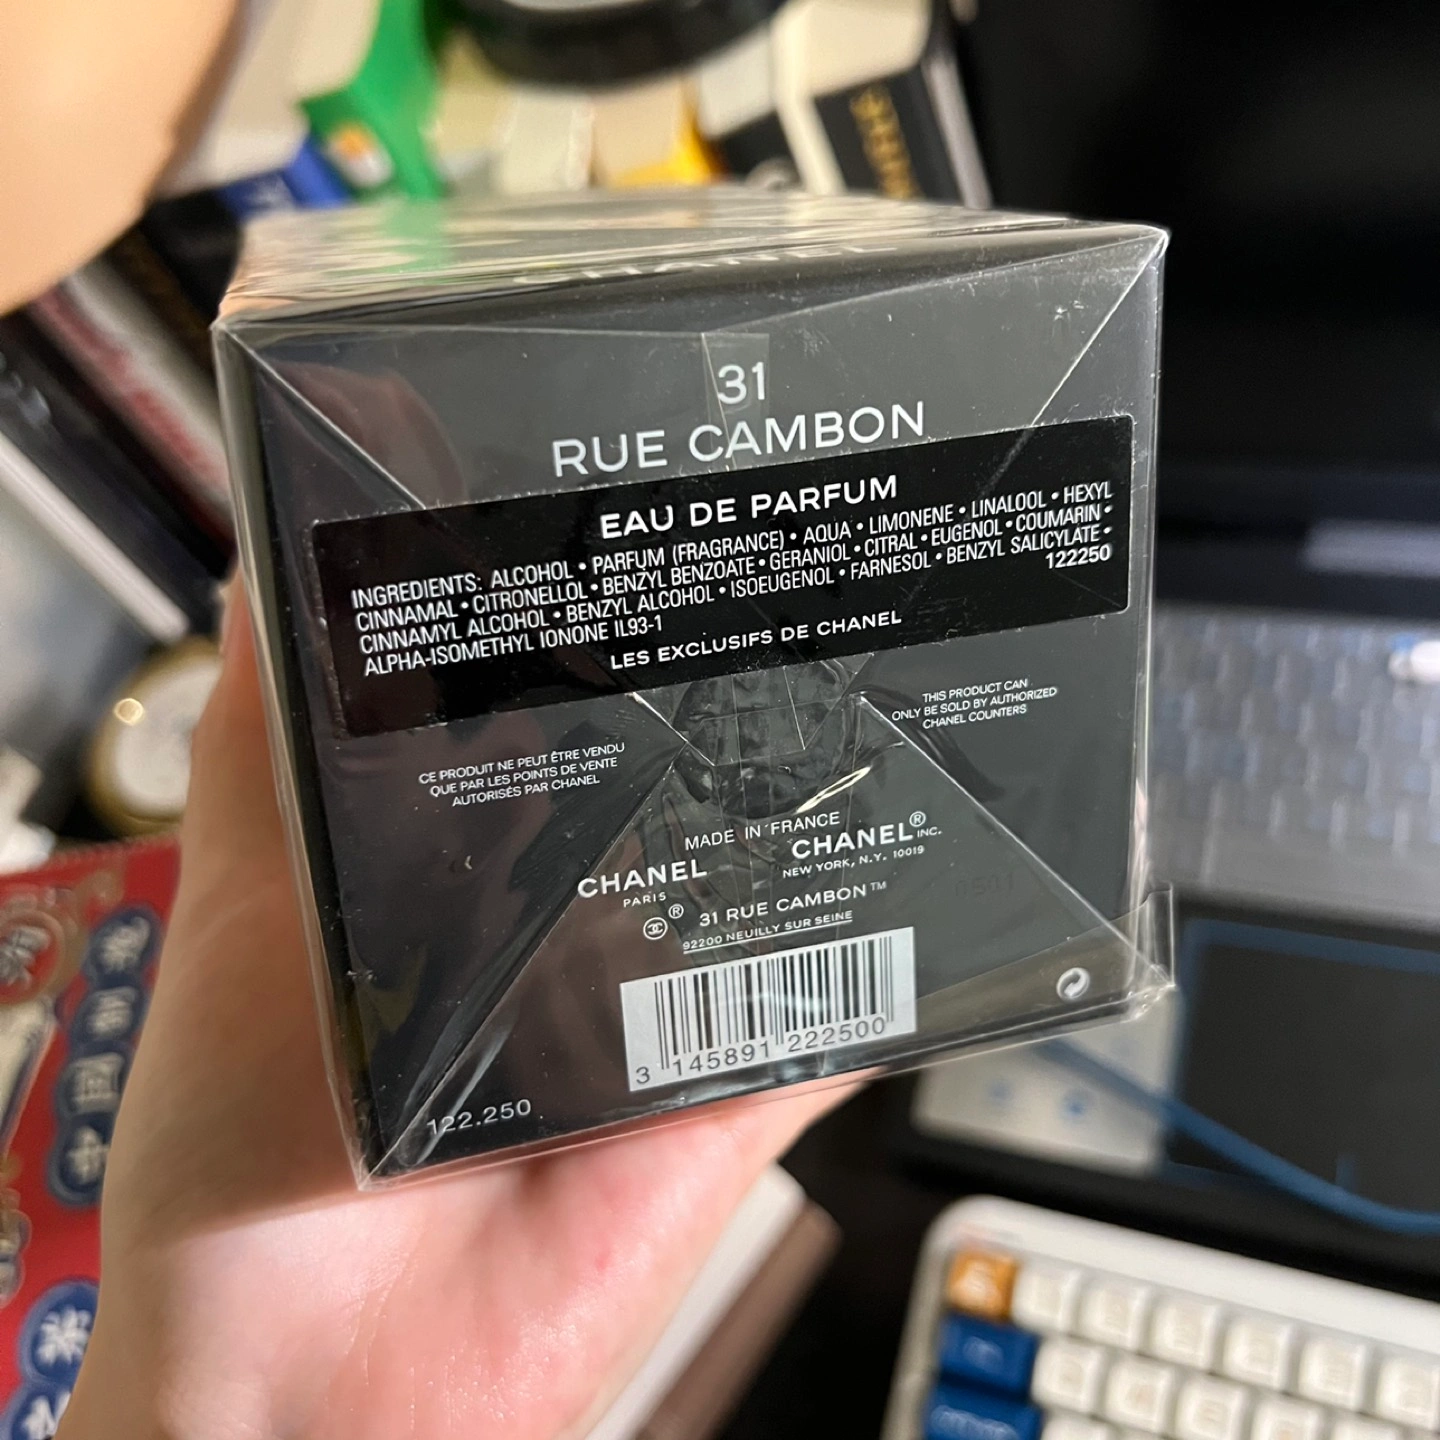 CHANEL
31
RUE CAMBON
EAU DE PARFUM
INGREDIENTS: ALCOHOL • PARFUM (FRAGRANCE) • AQUA • LIMONENE • LINALOOL • HEXYL
CINNAMAL • CITRONELLOL • BENZYL BENZOATE • GERANIOL • CITRAL • EUGENOL • COUMARIN •
CINNAMYL ALCOHOL • BENZYL ALCOHOL • ISOEUGENOL • FARNESOL • BENZYL SALICYLATE •
ALPHA-ISOMETHYL IONONE IL93-1
122250
LES EXCLUSIFS DE CHANEL
THIS PRODUCT CAN
ONLY BE SOLD BY AUTHORIZED
CHANEL COUNTERS
CE PRODUIT NE PEUT ÊTRE VENDU
QUE PAR LES POINTS DE VENTE
AUTORISÉS PAR CHANEL
MADE IN FRANCE
CHANEL
PARIS
CHANEL® INC.
NEW YORK, N.Y. 10019
® 31 RUE CAMBON™
92200 NEUILLY SUR SEINE
3 145891 222500
122.250